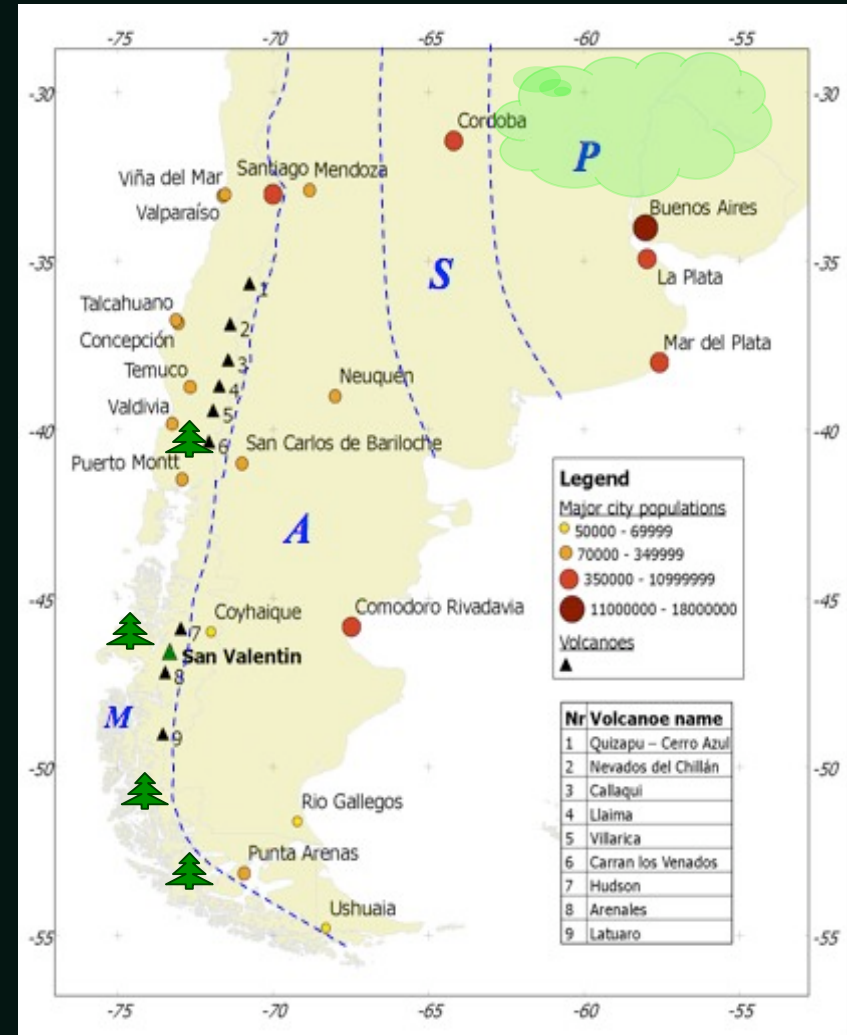 -75 -70 -65 -60 -55
-30 -30
Cordoba
P
Viña del Mar Santiago Mendoza
Valparaíso
Buenos Aires
-35 S -35
1 La Plata
Talcahuano
2
Concepción Mar del Plata
3
Temuco Neuquen
4
Valdivia
5
-40 -40
6 San Carlos de Bariloche
Puerto Montt
Legend
Major city populations
50000 - 69999
A
70000 - 349999
350000 - 10999999
11000000 - 18000000
Volcanoes
-45 -45
Coyhaique Comodoro Rivadavia
7
San Valentin
8
M
9
Nr Volcanoe name
1 Quizapu – Cerro Azul
2 Nevados del Chillán
3 Callaqui
4 Llaima
5 Villarica
6 Carran los Venados
7 Hudson
8 Arenales
9 Latuaro
-50 -50
Rio Gallegos
Punta Arenas
Ushuaia
-55 -55
-75 -70 -65 -60 -55